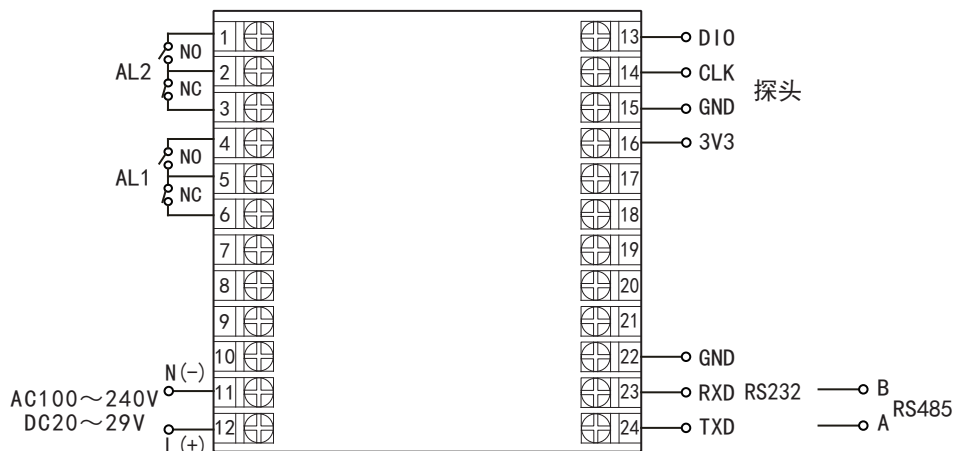 1 13 DIO
NO
AL2 2 14 CLK
探头
NC
3 15 GND
4 16 3V3
NO
AL1 5 17
NC
6 18
7 19
8 20
9 21
10 22 GND
N(-)
AC100～240V 11 23 RXD RS232 B
RS485
DC20～29V 12 24 TXD A
L(+)